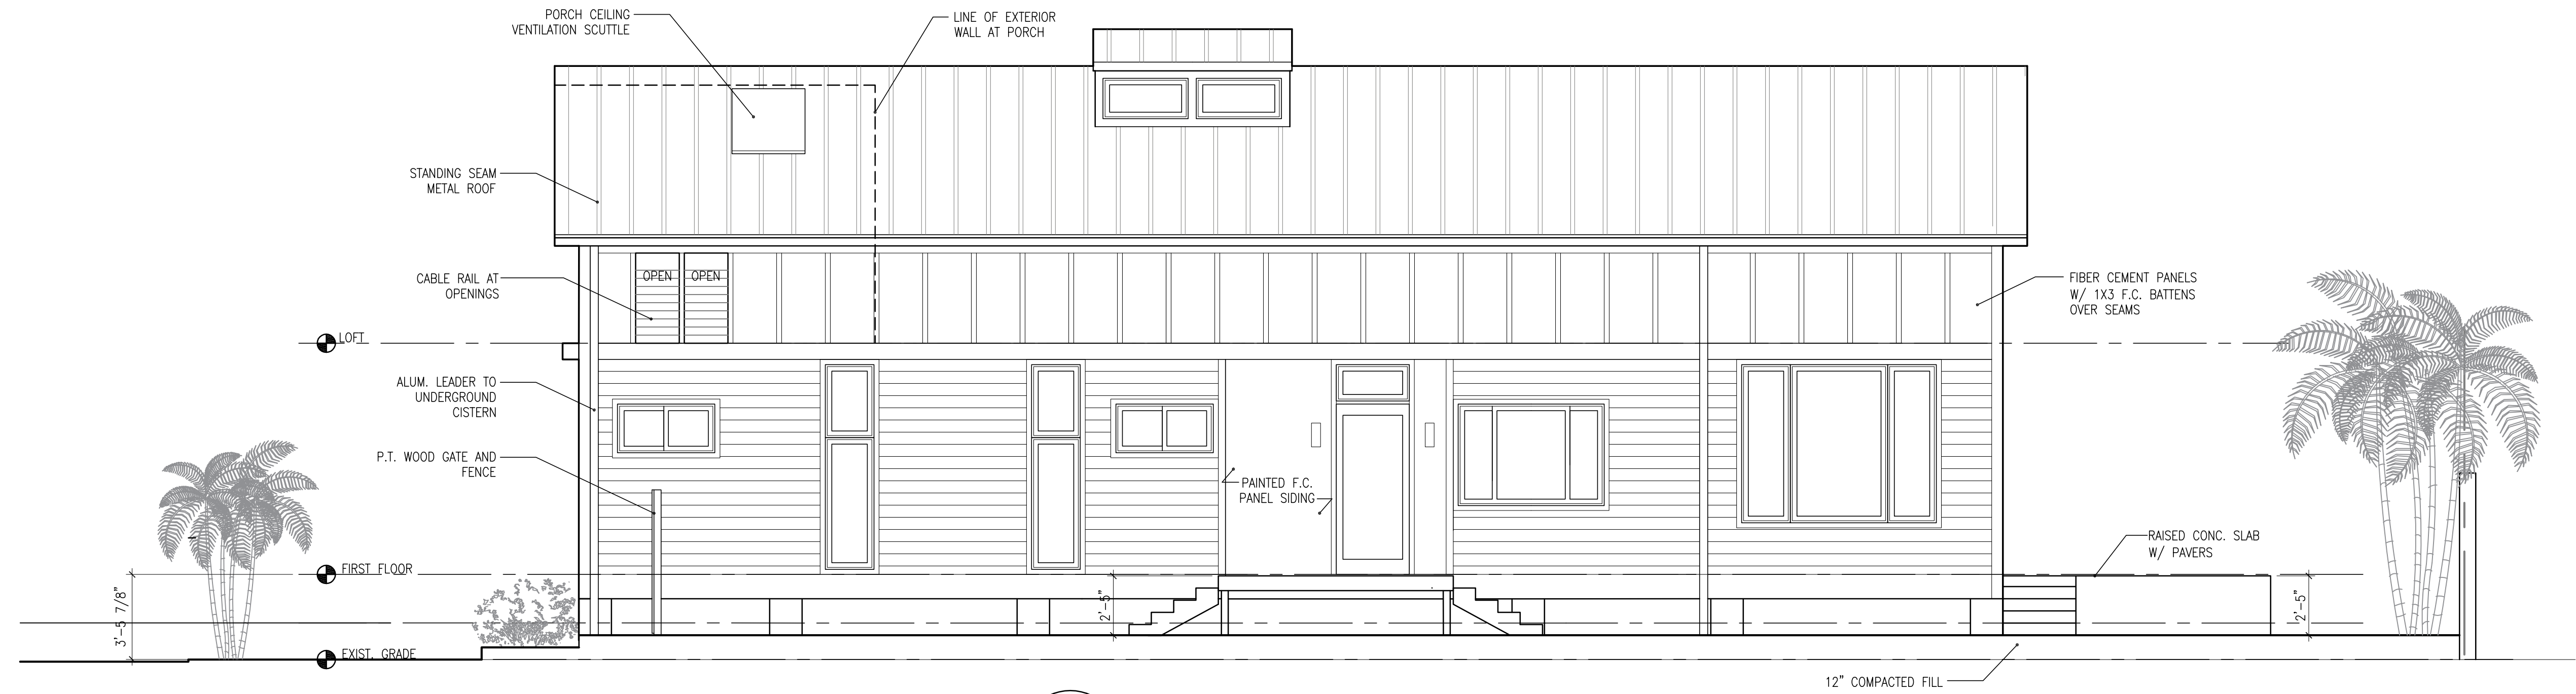 PORCH CEILING
VENTILATION SCUTTLE
LINE OF EXTERIOR
WALL AT PORCH
STANDING SEAM
METAL ROOF
CABLE RAIL AT
OPENINGS
OPEN
OPEN
FIBER CEMENT PANELS
W/ 1X3 F.C. BATTENS
OVER SEAMS
LOFT
ALUM. LEADER TO
UNDERGROUND
CISTERN
P.T. WOOD GATE AND
FENCE
PAINTED F.C.
PANEL SIDING
RAISED CONC. SLAB
W/ PAVERS
FIRST FLOOR
3'-5 7/8"
2'-5"
2'-5"
EXIST. GRADE
12" COMPACTED FILL